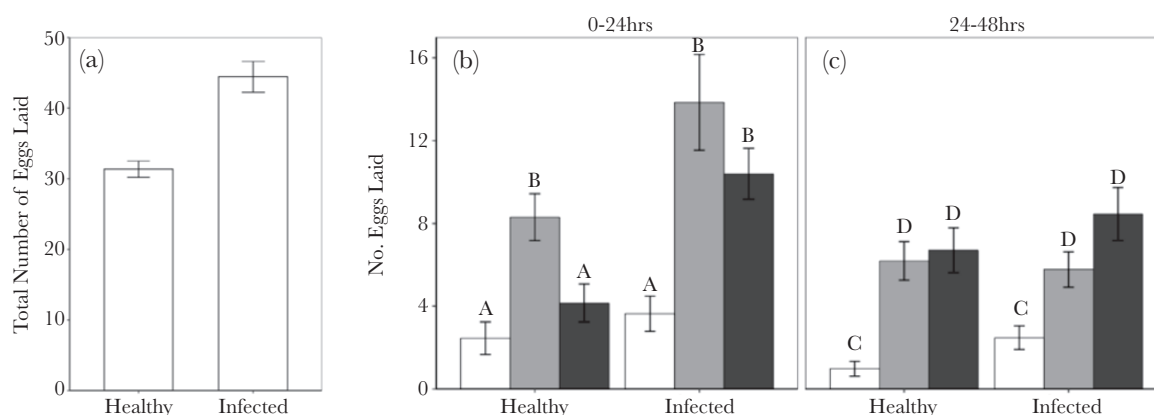 0-24hrs
24-48hrs
(a)
(b)
(c)
Total Number of Eggs Laid
50
40
30
20
10
0
Healthy
Infected
No. Eggs Laid
16
12
8
4
0
A
B
A
A
B
B
Healthy
Infected
C
D
D
C
D
D
Healthy
Infected